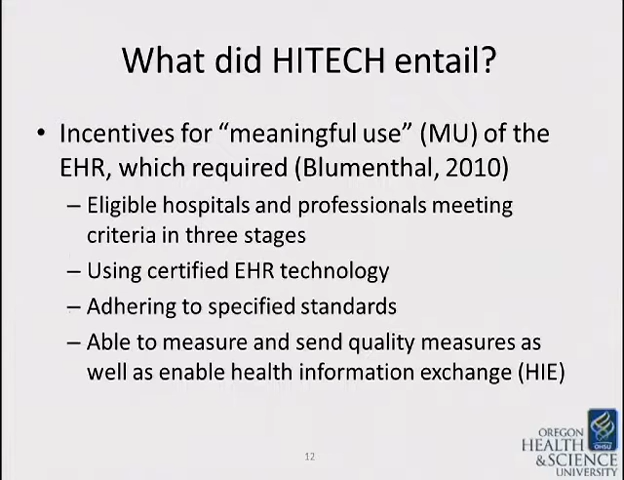 What did HITECH entail?
• Incentives for “meaningful use” (MU) of the
EHR, which required (Blumenthal, 2010)
– Eligible hospitals and professionals meeting
criteria in three stages
– Using certified EHR technology
– Adhering to specified standards
– Able to measure and send quality measures as
well as enable health information exchange (HIE)
12
OREGON
HEALTH
&SCIENCE
UNIVERSITY
OHSU